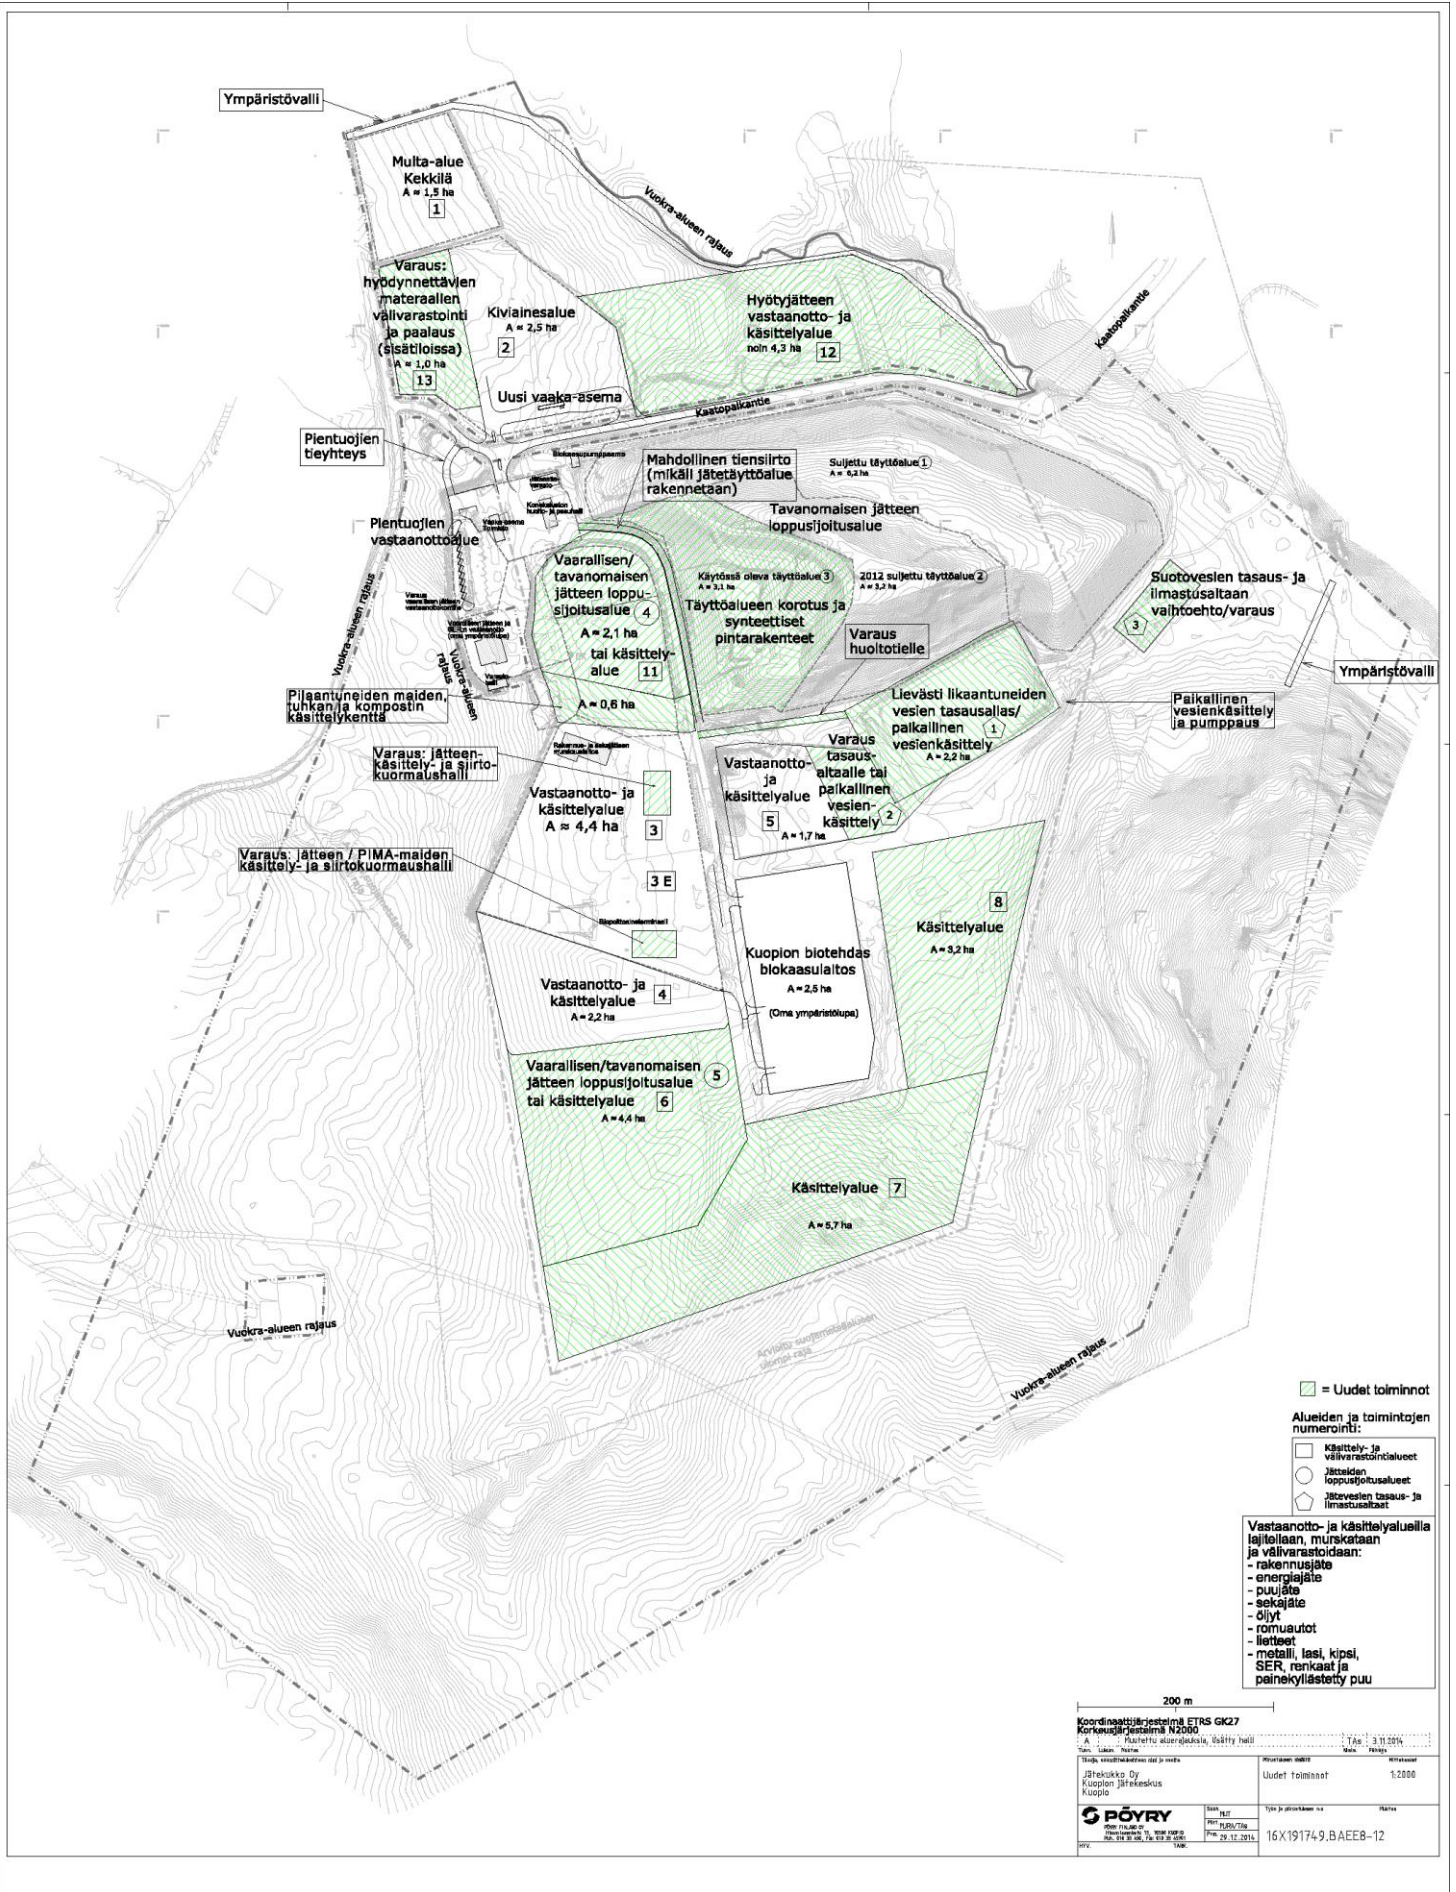 Ympäristövalli
Multa-alue
Kekkilä
A ≈ 1,5 ha
1
Vuokra-alueen rajaus
Varaus:
hyödynnettävien
materaalien
välivarastointi
ja paalaus
(sisätiloissa)
A ≈ 1,0 ha
13
Kiviainesalue
A ≈ 2,5 ha
2
Hyötyjätteen
vastaanotto- ja
käsittelyalue
noin 4,3 ha
12
Kaatopaikantie
Uusi vaaka-asema
Kaatopaikantie
Pientuojien
tieyhteys
Biokaasupumppaamo
Mahdollinen tiensiirto
(mikäli jätetäyttöalue
rakennetaan)
Suljettu täyttöalue 1
A ≈ 6,2 ha
Tavanomaisen jätteen
loppusijoitusalue
Pientuojien
vastaanottoalue
Vaarallisen/
tavanomaisen
jätteen loppu-
sijoitusalue 4
A ≈ 2,1 ha
tai käsittely-
alue 11
A ≈ 0,6 ha
Käytössä oleva täyttöalue 3
A ≈ 3,1 ha
2012 suljettu täyttöalue 2
A ≈ 3,2 ha
Täyttöalueen korotus ja
synteettiset
pintarakenteet
Suotovesien tasaus- ja
ilmastusaltaan
vaihtoehto/varaus
3
Varaus
huoltotielle
Ympäristövalli
Vuokra-alueen rajaus
Vuokra-alueen
rajaus
Pilaantuneiden maiden,
tuhkan ja kompostin
käsittelykenttä
Lievästi likaantuneiden
vesien tasausallas/
paikallinen
vesienkäsittely 1
A ≈ 2,2 ha
Paikallinen
vesienkäsittely
ja pumppaus
Varaus: jätteen-
käsittely- ja siirto-
kuormaushalli
Vastaanotto- ja
käsittelyalue
A ≈ 4,4 ha
3
Vastaanotto-
ja
käsittelyalue
5
A ≈ 1,7 ha
Varaus
tasaus-
altaalle tai
paikallinen
vesien-
käsittely 2
Varaus: jätteen / PIMA-maiden
käsittely- ja siirtokuormaushalli
3 E
8
Käsittelyalue
A ≈ 3,2 ha
Kuopion biotehdas
biokaasulaitos
A ≈ 2,5 ha
(Oma ympäristölupa)
Vastaanotto- ja
käsittelyalue 4
A ≈ 2,2 ha
Vaarallisen/tavanomaisen
jätteen loppusijoitusalue 5
tai käsittelyalue 6
A ≈ 4,4 ha
Käsittelyalue 7
A ≈ 5,7 ha
Vuokra-alueen rajaus
Arvioitu suojametsäalueen
ulompi raja
Vuokra-alueen rajaus
= Uudet toiminnot
Alueiden ja toimintojen
numerointi:
Käsittely- ja
välivarastointialueet
Jätteiden
loppusijoitusalueet
Jätevesien tasaus- ja
ilmastusaltaat
Vastaanotto- ja käsittelyalueilla
lajitellaan, murskataan
ja välivarastoidaan:
- rakennusjäte
- energiajäte
- puujäte
- sekajäte
- öljyt
- romuautot
- lietteet
- metalli, lasi, kipsi,
SER, renkaat ja
painekyllästetty puu
200 m
Koordinaattijärjestelmä ETRS GK27
Korkeusjärjestelmä N2000
A Muutettu aluerajauksia, lisätty halli TAs 3.11.2014
Jätekukko Oy
Kuopion jätekeskus
Kuopio
Uudet toiminnot
1:2000
PÖYRY
29.12.2014
16X191749.BAEE8-12